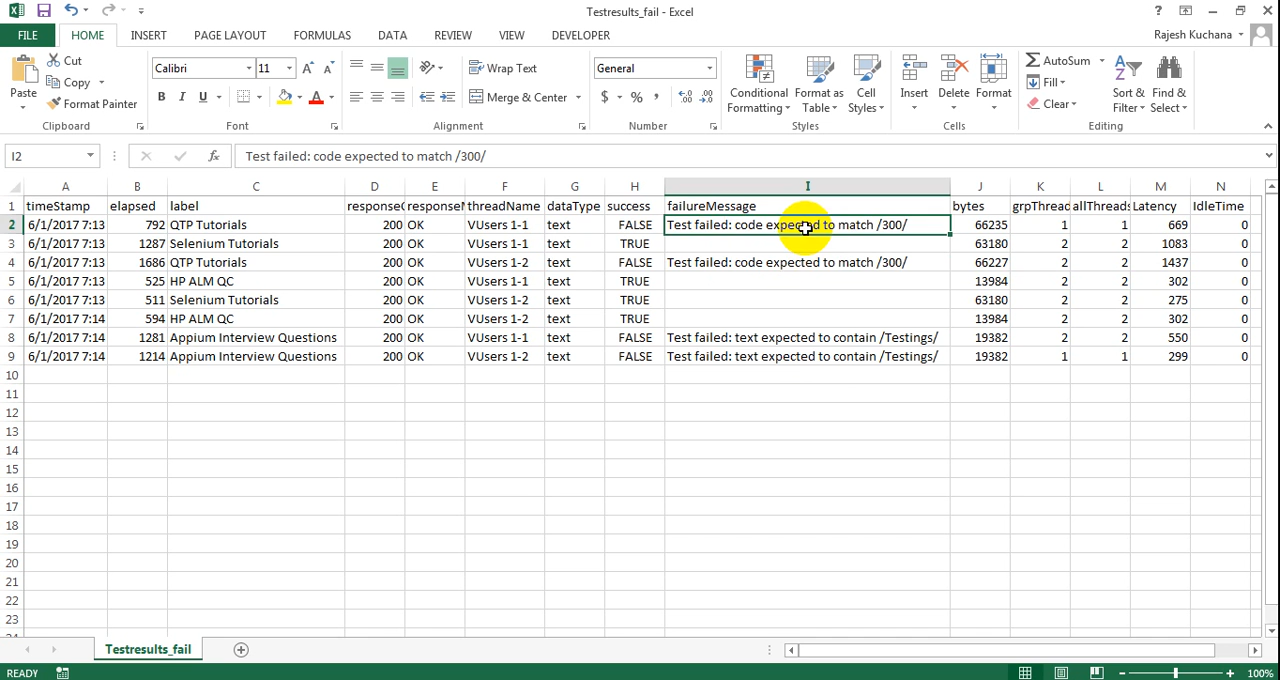 Testresults_fail - Excel
FILE HOME INSERT PAGE LAYOUT FORMULAS DATA REVIEW VIEW DEVELOPER Rajesh Kuchana
Paste Cut Copy Format Painter
Calibri 11
B I U
Wrap Text
Merge & Center
General
$ % ,
Conditional Formatting Format as Table Cell Styles
Insert Delete Format
AutoSum Fill Clear
Sort & Filter Find & Select
Clipboard Font Alignment Number Styles Cells Editing
I2 fx Test failed: code expected to match /300/
A B C D E F G H I J K L M N
1 timeStamp elapsed label responseC responseM threadName dataType success failureMessage bytes grpThread allThreads Latency IdleTime
2 6/1/2017 7:13 792 QTP Tutorials 200 OK VUsers 1-1 text FALSE Test failed: code expected to match /300/ 66235 1 1 669 0
3 6/1/2017 7:13 1287 Selenium Tutorials 200 OK VUsers 1-1 text TRUE 63180 2 2 1083 0
4 6/1/2017 7:13 1686 QTP Tutorials 200 OK VUsers 1-2 text FALSE Test failed: code expected to match /300/ 66227 2 2 1437 0
5 6/1/2017 7:13 525 HP ALM QC 200 OK VUsers 1-1 text TRUE 13984 2 2 302 0
6 6/1/2017 7:13 511 Selenium Tutorials 200 OK VUsers 1-2 text TRUE 63180 2 2 275 0
7 6/1/2017 7:14 594 HP ALM QC 200 OK VUsers 1-2 text TRUE 13984 2 2 302 0
8 6/1/2017 7:14 1281 Appium Interview Questions 200 OK VUsers 1-1 text FALSE Test failed: text expected to contain /Testings/ 19382 2 2 550 0
9 6/1/2017 7:14 1214 Appium Interview Questions 200 OK VUsers 1-2 text FALSE Test failed: text expected to contain /Testings/ 19382 1 1 299 0
10
11
12
13
14
15
16
17
18
19
20
21
22
23
Testresults_fail
READY 100%